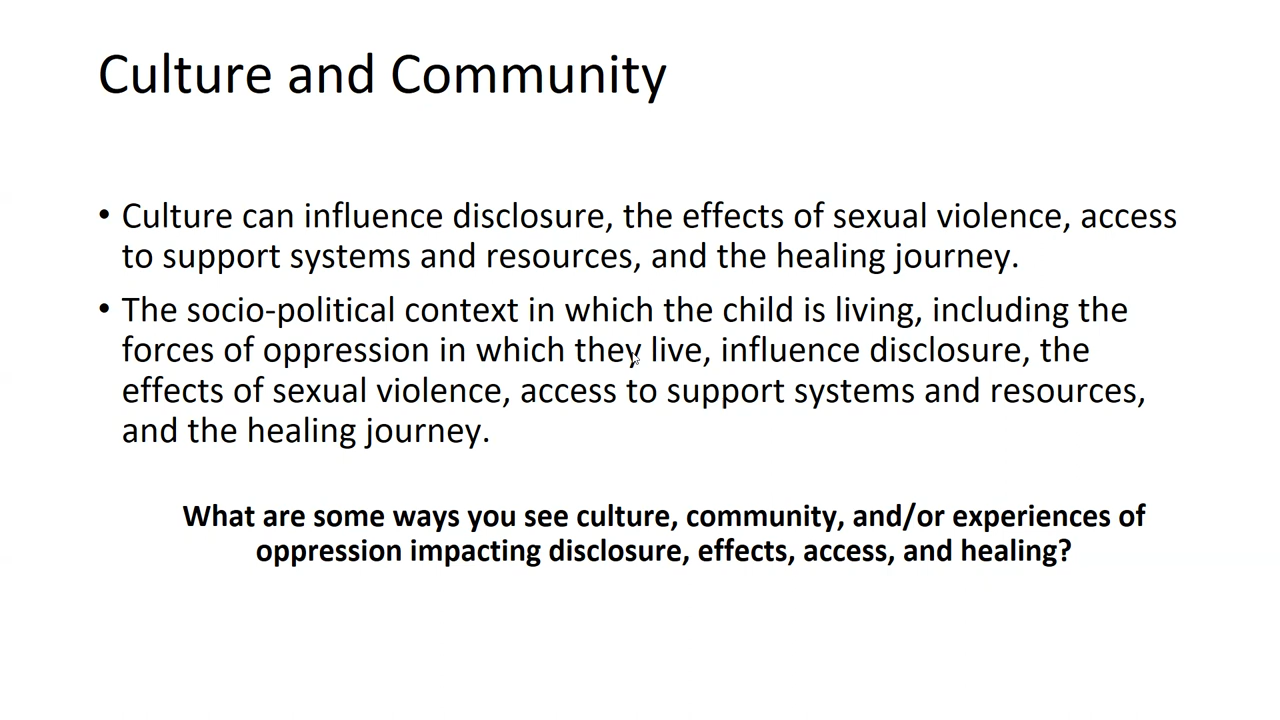 Culture and Community
• Culture can influence disclosure, the effects of sexual violence, access
to support systems and resources, and the healing journey.
• The socio-political context in which the child is living, including the
forces of oppression in which they live, influence disclosure, the
effects of sexual violence, access to support systems and resources,
and the healing journey.
What are some ways you see culture, community, and/or experiences of
oppression impacting disclosure, effects, access, and healing?